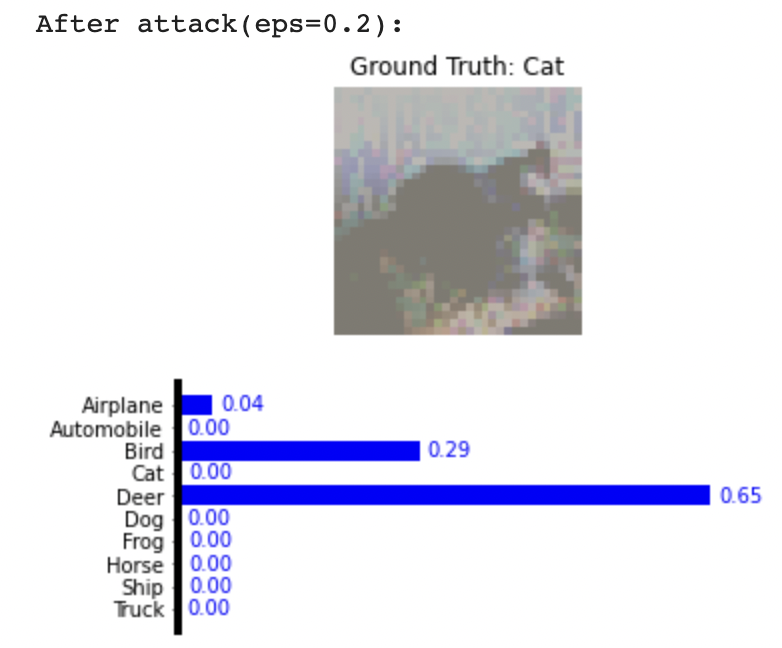 After attack(eps=0.2):
Ground Truth: Cat
Airplane 0.04
Automobile 0.00
Bird 0.29
Cat 0.00
Deer 0.65
Dog 0.00
Frog 0.00
Horse 0.00
Ship 0.00
Truck 0.00